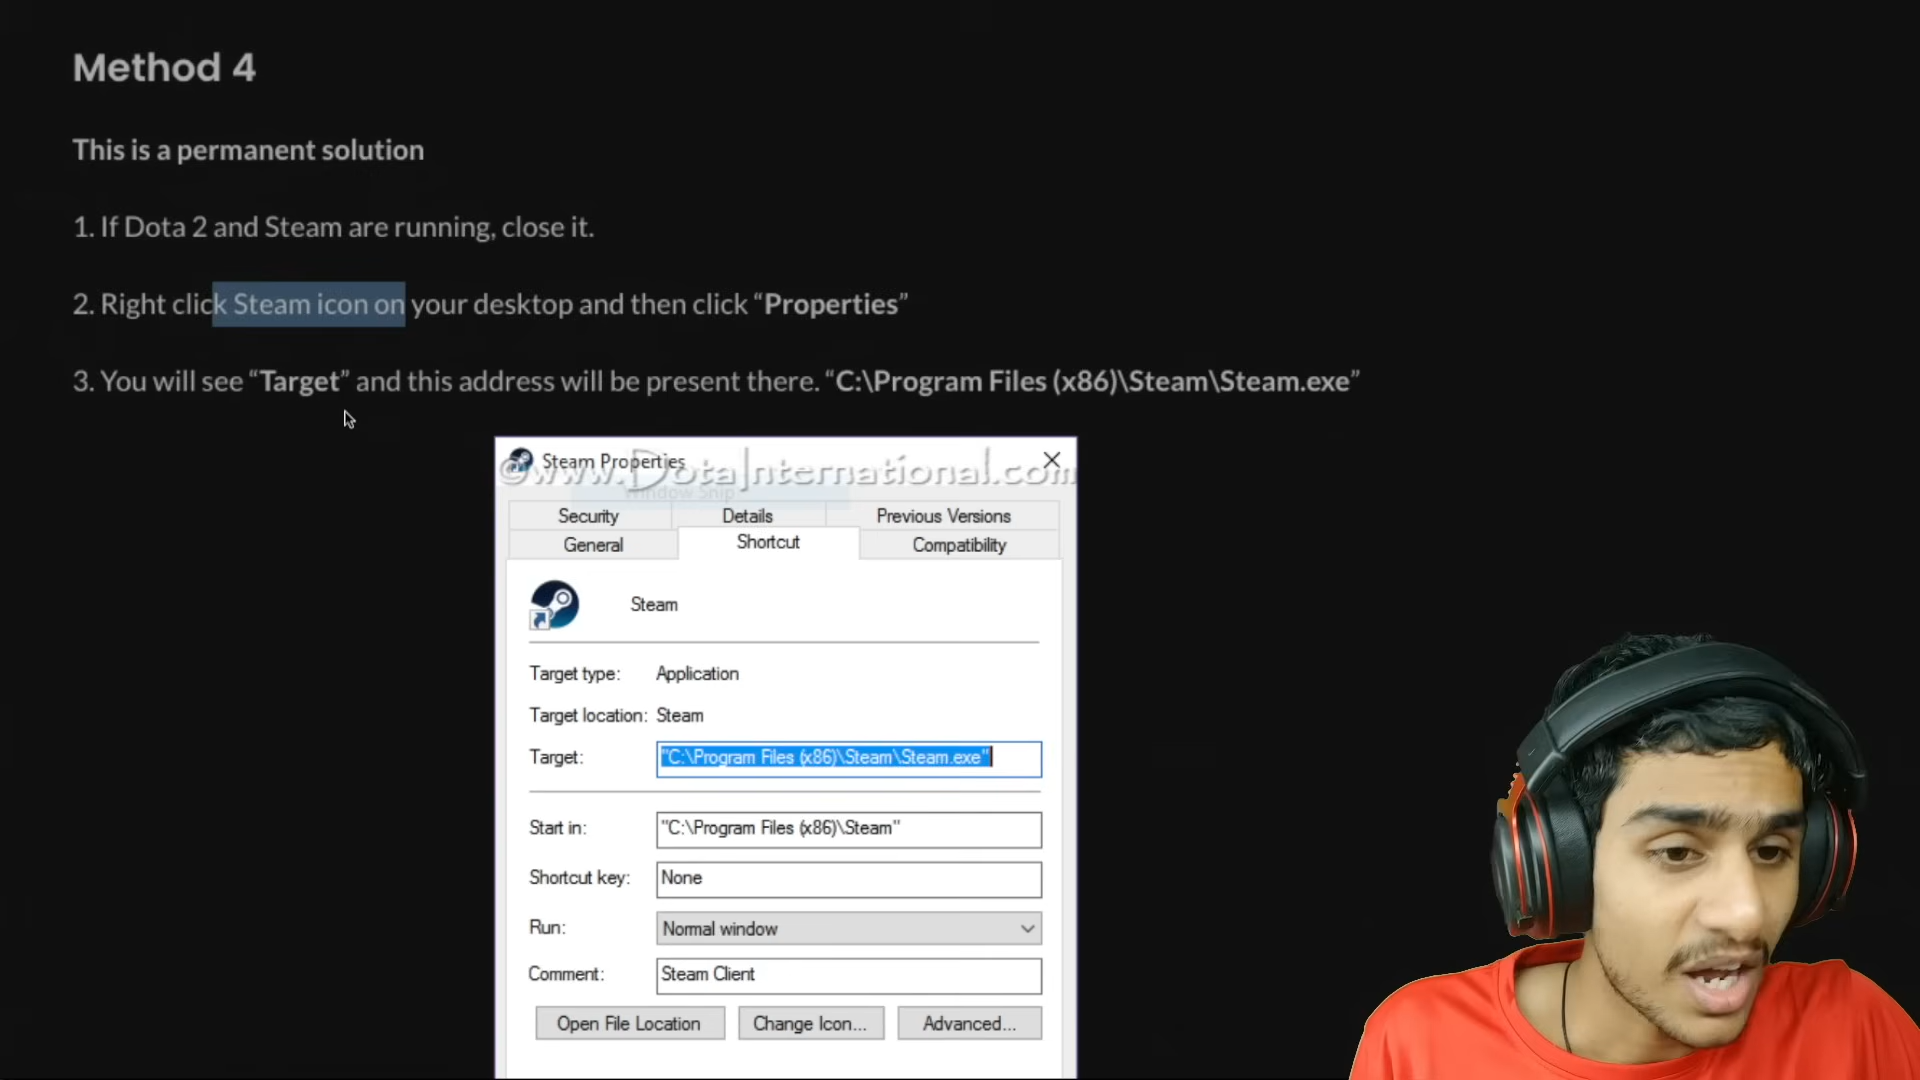 Method 4
This is a permanent solution
1. If Dota 2 and Steam are running, close it.
2. Right click Steam icon on your desktop and then click “Properties”
3. You will see “Target” and this address will be present there. “C:\Program Files (x86)\Steam\Steam.exe”
Steam Properties
©www.DotaInternational.com
Window Snip
Security Details Previous Versions
General Shortcut Compatibility
Steam
Target type: Application
Target location: Steam
Target: "C:\Program Files (x86)\Steam\Steam.exe"
Start in: "C:\Program Files (x86)\Steam"
Shortcut key: None
Run: Normal window
Comment: Steam Client
Open File Location Change Icon... Advanced...